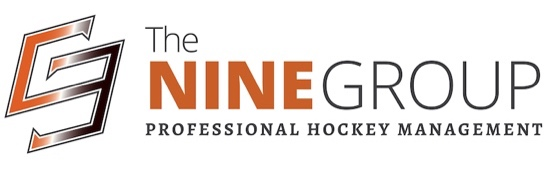 The
NINEGROUP
PROFESSIONAL HOCKEY MANAGEMENT